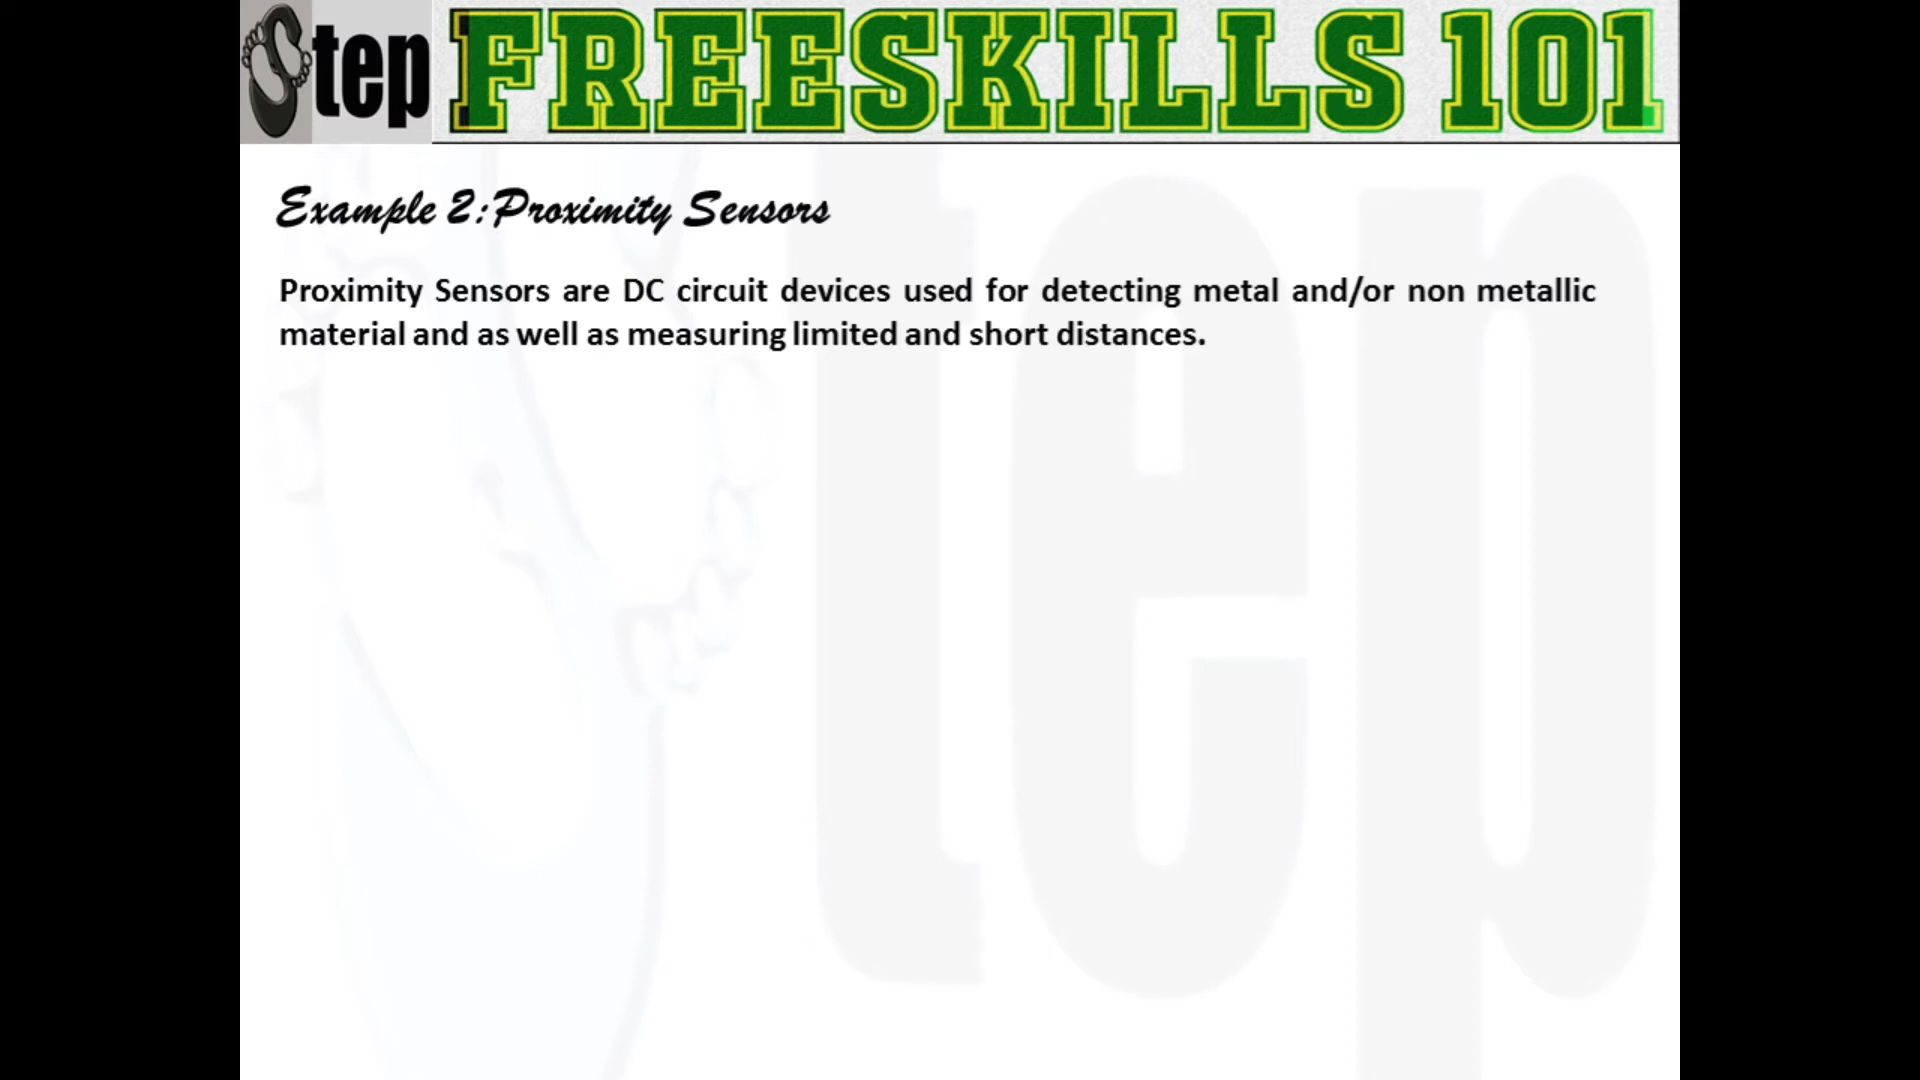 Step FREESKILLS 101
Example 2:Proximity Sensors
Proximity Sensors are DC circuit devices used for detecting metal and/or non metallic
material and as well as measuring limited and short distances.